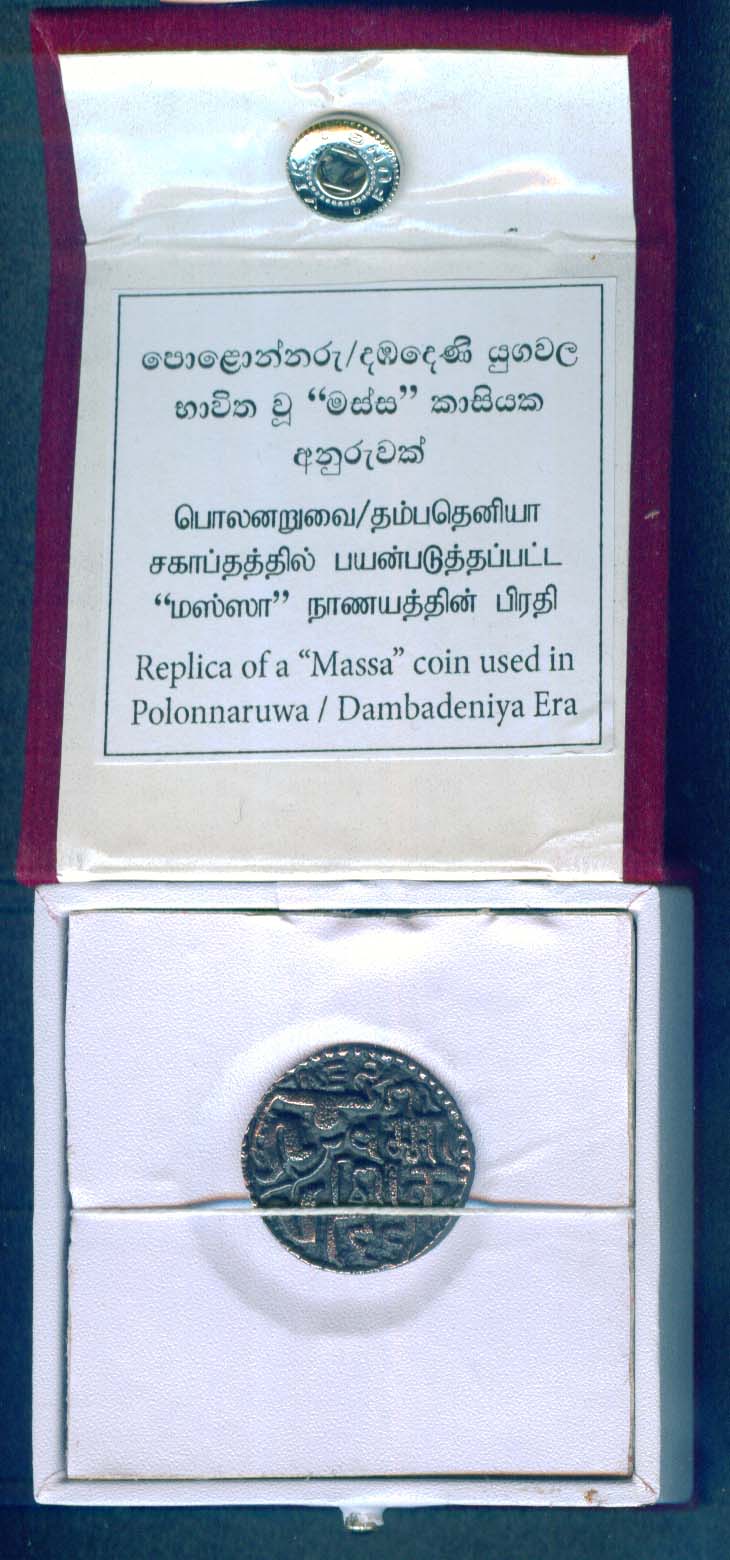 පොළොන්නරු/දඹදෙණි යුගවල
භාවිත වූ “මස්ස” කාසියක
අනුරුවක්
பொலனறுவை/தம்பதெனியா
சகாப்தத்தில் பயன்படுத்தப்பட்ட
“மஸ்ஸா” நாணயத்தின் பிரதி
Replica of a “Massa” coin used in
Polonnaruwa / Dambadeniya Era